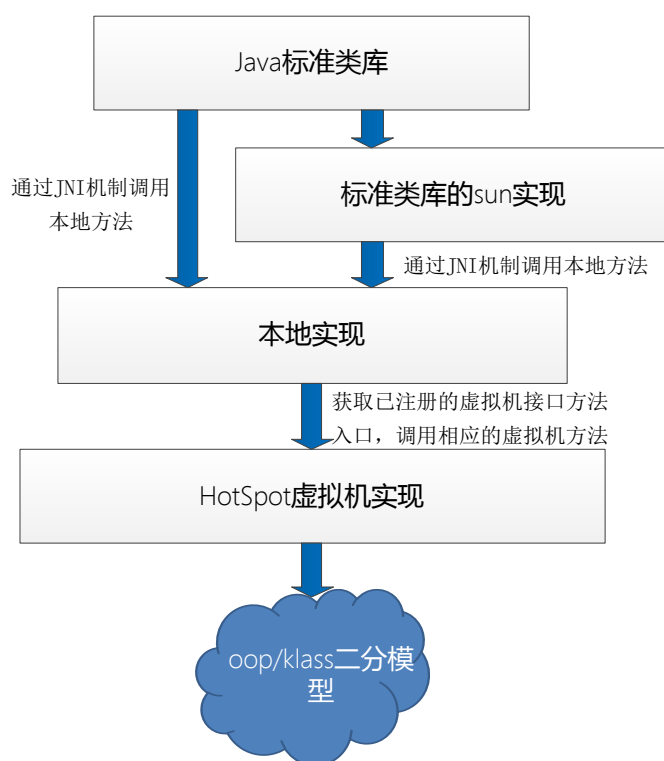 Java标准类库
通过JNI机制调用
本地方法
标准类库的sun实现
通过JNI机制调用本地方法
本地实现
获取已注册的虚拟机接口方法
入口，调用相应的虚拟机方法
HotSpot虚拟机实现
oop/klass二分模
型